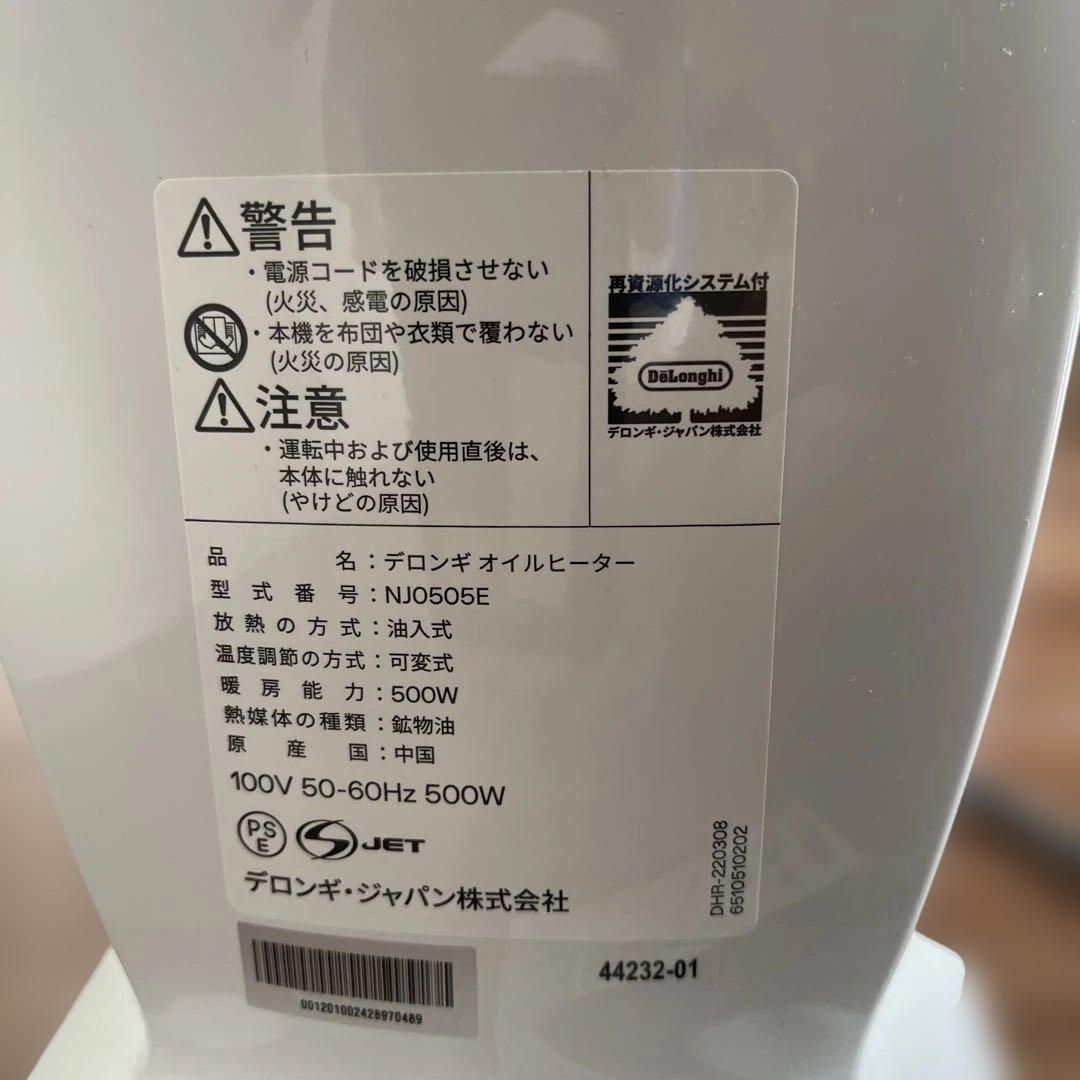 警告
・電源コードを破損させない
(火災、感電の原因)
・本機を布団や衣類で覆わない
(火災の原因)
注意
・運転中および使用直後は、
本体に触れない
(やけどの原因)
再資源化システム付
DeLonghi
デロンギ・ジャパン株式会社
品名：デロンギ オイルヒーター
型式番号：NJ0505E
放熱の方式：油入式
温度調節の方式：可変式
暖房能力：500W
熱媒体の種類：鉱物油
原産国：中国
100V 50-60Hz 500W
PSE
JET
デロンギ・ジャパン株式会社
DHR-220308
6510510202
001201002426970489
44232-01